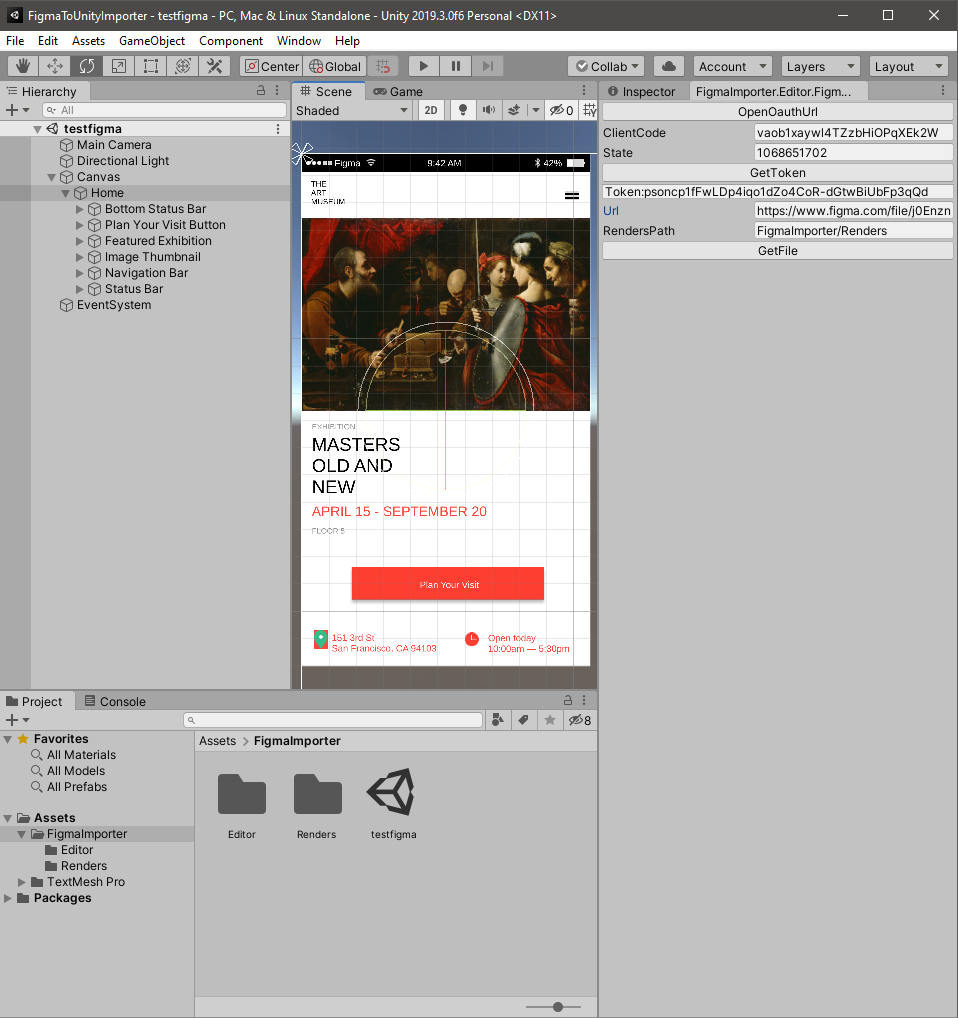 FigmaToUnityImporter - testfigma - PC, Mac & Linux Standalone - Unity 2019.3.0f6 Personal <DX11>
File Edit Assets GameObject Component Window Help
Center Global Collab Account Layers Layout
Hierarchy
All
testfigma
Main Camera
Directional Light
Canvas
Home
Bottom Status Bar
Plan Your Visit Button
Featured Exhibition
Image Thumbnail
Navigation Bar
Status Bar
EventSystem
Scene Game
Shaded 2D 0
Figma 9:42 AM 42%
THE
ART
MUSEUM
EXHIBITION
MASTERS
OLD AND
NEW
APRIL 15 - SEPTEMBER 20
FLOOR 5
Plan Your Visit
151 3rd St
San Francisco, CA 94103
Open today
10:00am — 5:30pm
Inspector FigmaImporter.Editor.Figm...
OpenOauthUrl
ClientCode vaob1xaywI4TZzbHiOPqXEk2W
State 1068651702
GetToken
Token:psoncp1fFwLDp4iqo1dZo4CoR-dGtwBiUbFp3qQd
Url https://www.figma.com/file/j0Enzn
RendersPath FigmaImporter/Renders
GetFile
Project Console
8
Favorites
All Materials
All Models
All Prefabs
Assets
FigmaImporter
Editor
Renders
TextMesh Pro
Packages
Assets > FigmaImporter
Editor Renders testfigma